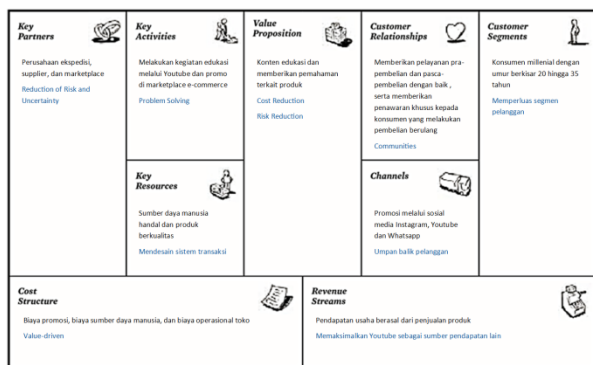 Key
Partners
Perusahaan ekspedisi,
supplier, dan marketplace
Reduction of Risk and
Uncertainty
Key
Activities
Melakukan kegiatan edukasi
melalui Youtube dan promo
di marketplace e-commerce
Problem Solving
Key
Resources
Sumber daya manusia
handal dan produk
berkualitas
Mendesain sistem transaksi
Value
Proposition
Konten edukasi dan
memberikan pemahaman
terkait produk
Cost Reduction
Risk Reduction
Customer
Relationships
Memberikan pelayanan pra-
pembelian dan pasca-
pembelian dengan baik ,
serta memberikan
penawaran khusus kepada
konsumen yang melakukan
pembelian berulang
Communities
Channels
Promosi melalui sosial
media Instagram, Youtube
dan Whatsapp
Umpan balik pelanggan
Customer
Segments
Konsumen millenial dengan
umur berkisar 20 hingga 35
tahun
Memperluas segmen
pelanggan
Cost
Structure
Biaya promosi, biaya sumber daya manusia, dan biaya operasional toko
Value-driven
Revenue
Streams
Pendapatan usaha berasal dari penjualan produk
Memaksimalkan Youtube sebagai sumber pendapatan lain